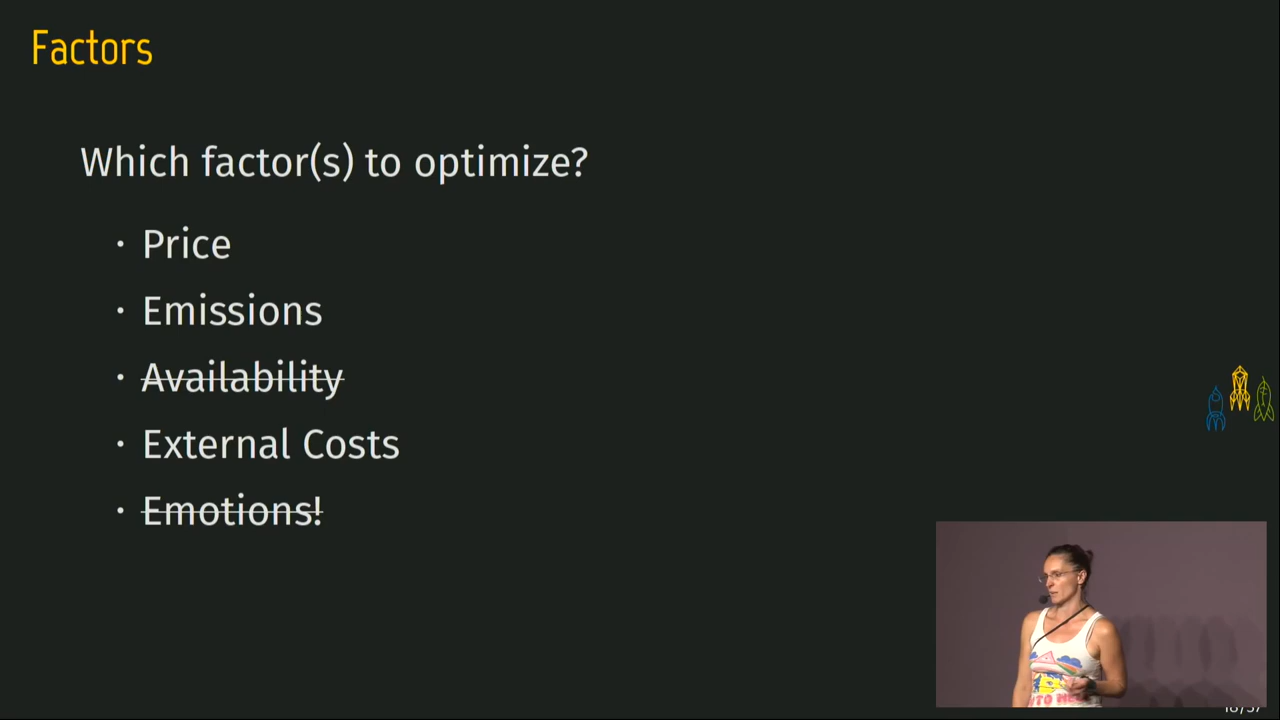 Factors
Which factor(s) to optimize?
• Price
• Emissions
• Availability
• External Costs
• Emotions!